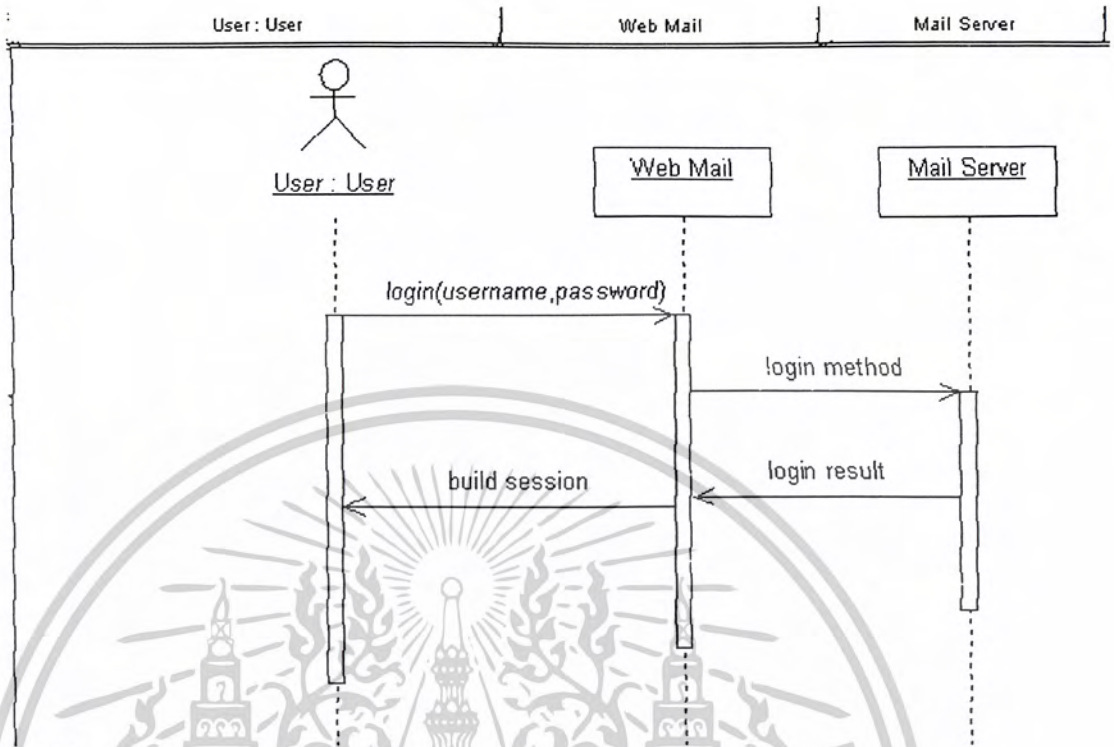 User : User Web Mail Mail Server
User : User Web Mail Mail Server
login(username,password)
login method
build session login result